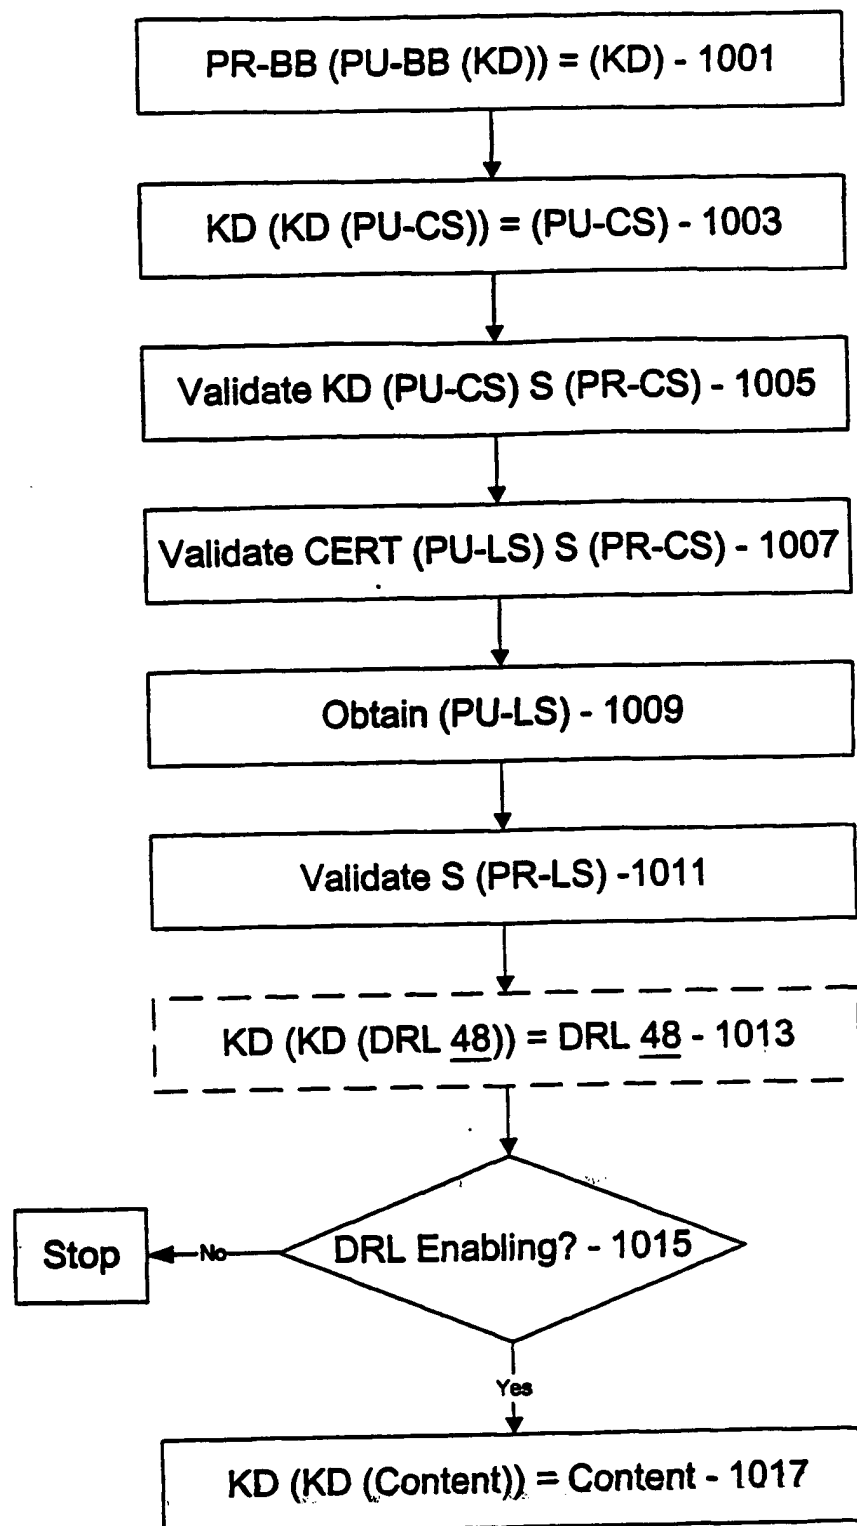 PR-BB (PU-BB (KD)) = (KD) - 1001
KD (KD (PU-CS)) = (PU-CS) - 1003
Validate KD (PU-CS) S (PR-CS) - 1005
Validate CERT (PU-LS) S (PR-CS) - 1007
Obtain (PU-LS) - 1009
Validate S (PR-LS) -1011
KD (KD (DRL 48)) = DRL 48 - 1013
DRL Enabling? - 1015
No
Stop
Yes
KD (KD (Content)) = Content - 1017